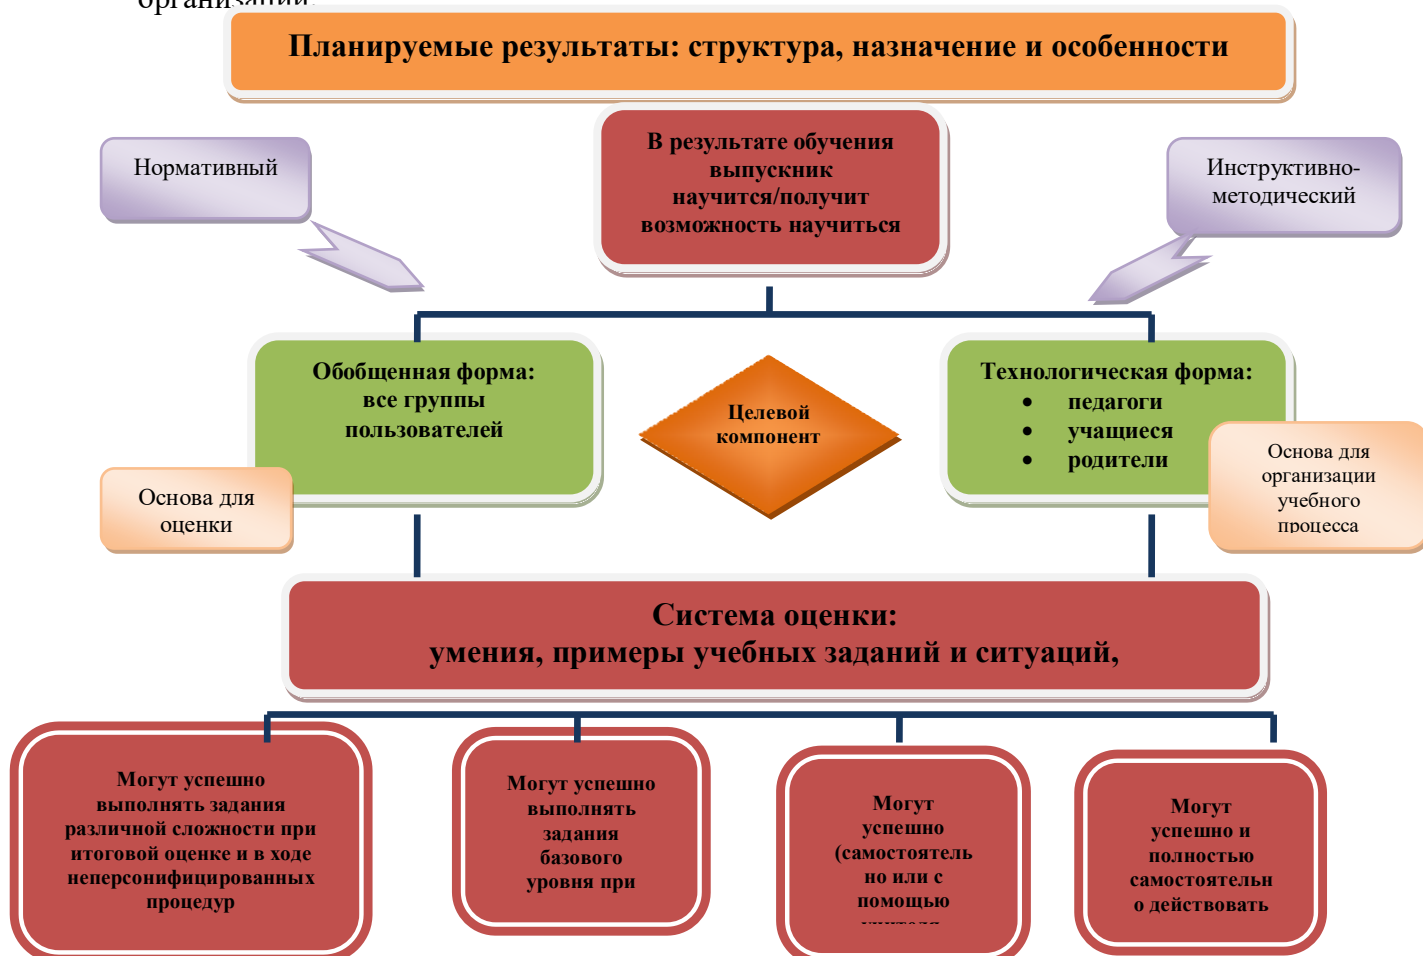 Планируемые результаты: структура, назначение и особенности
В результате обучения
выпускник
научится/получит
возможность научиться
Нормативный
Инструктивно-
методический
Обобщенная форма:
все группы
пользователей
Целевой
компонент
Технологическая форма:
• педагоги
• учащиеся
• родители
Основа для
оценки
Основа для
организации
учебного
процесса
Система оценки:
умения, примеры учебных заданий и ситуаций,
Могут успешно
выполнять задания
различной сложности при
итоговой оценке и в ходе
неперсонифицированных
процедур
Могут успешно
выполнять
задания
базового
уровня при
Могут
успешно
(самостоятель
но или с
помощью
Могут
успешно и
полностью
самостоятельн
о действовать